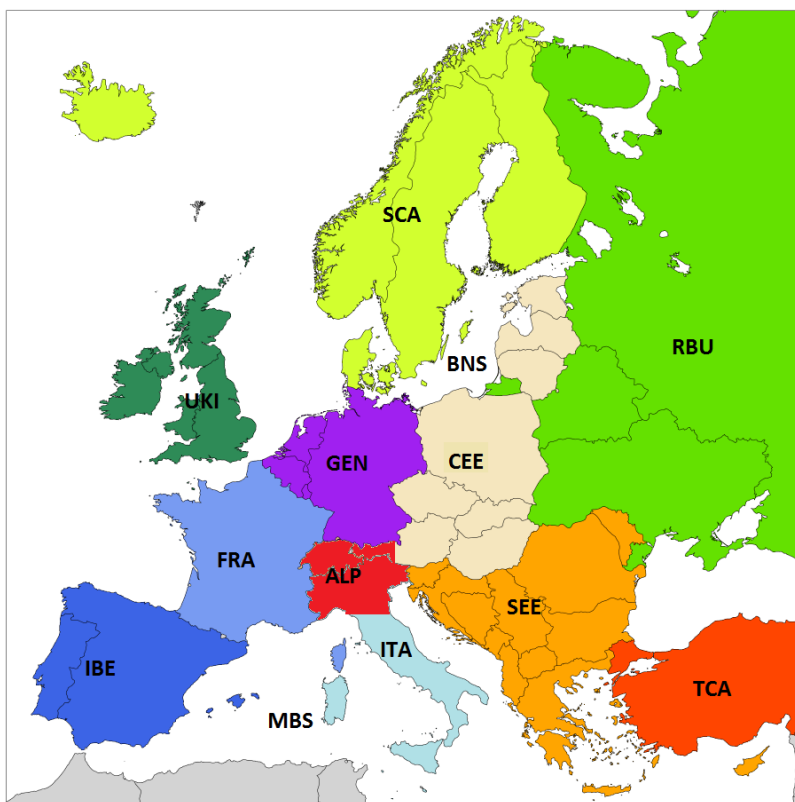 SCA
RBU
BNS
UKI
GEN
CEE
FRA
ALP
SEE
ITA
IBE
TCA
MBS